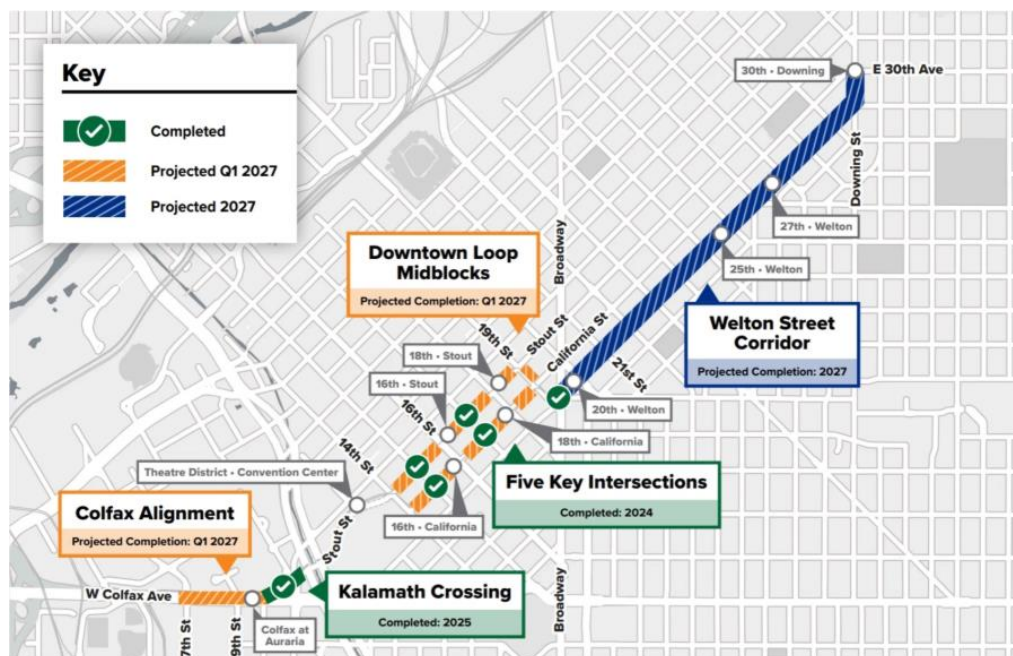 Key
Completed
Projected Q1 2027
Projected 2027
30th • Downing
E 30th Ave
Downing St
27th • Welton
25th • Welton
Broadway
Downtown Loop
Midblocks
Projected Completion: Q1 2027
Welton Street
Corridor
Projected Completion: 2027
19th St
Stout St
California St
21st St
18th • Stout
16th • Stout
16th St
20th • Welton
18th • California
14th St
Theatre District • Convention Center
Five Key Intersections
Completed: 2024
16th • California
Colfax Alignment
Projected Completion: Q1 2027
Stout St
Kalamath Crossing
Completed: 2025
W Colfax Ave
Colfax at
Auraria
7th St
9th St
Broadway